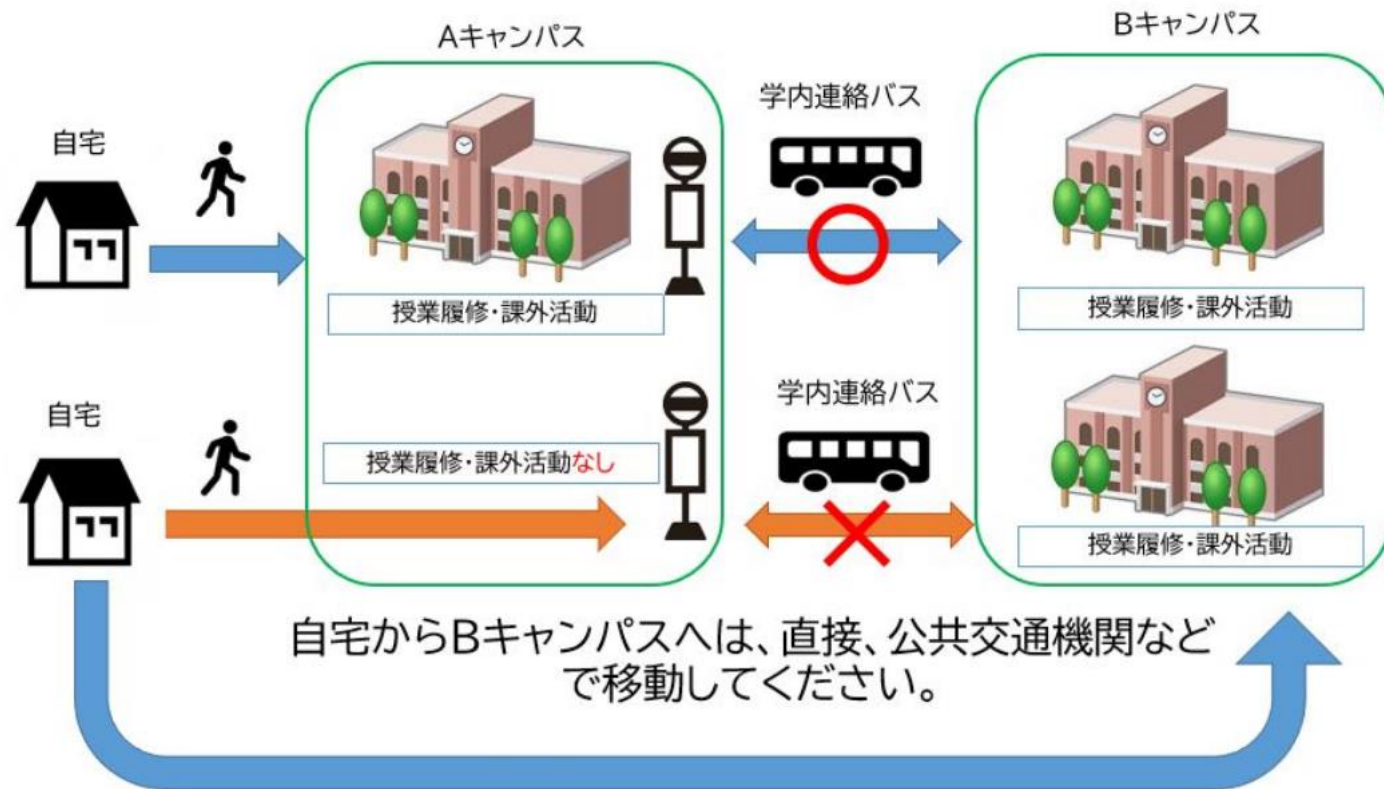 Aキャンパス
Bキャンパス
学内連絡バス
自宅
授業履修・課外活動
授業履修・課外活動
自宅
学内連絡バス
授業履修・課外活動なし
授業履修・課外活動
自宅からBキャンパスへは、直接、公共交通機関など
で移動してください。